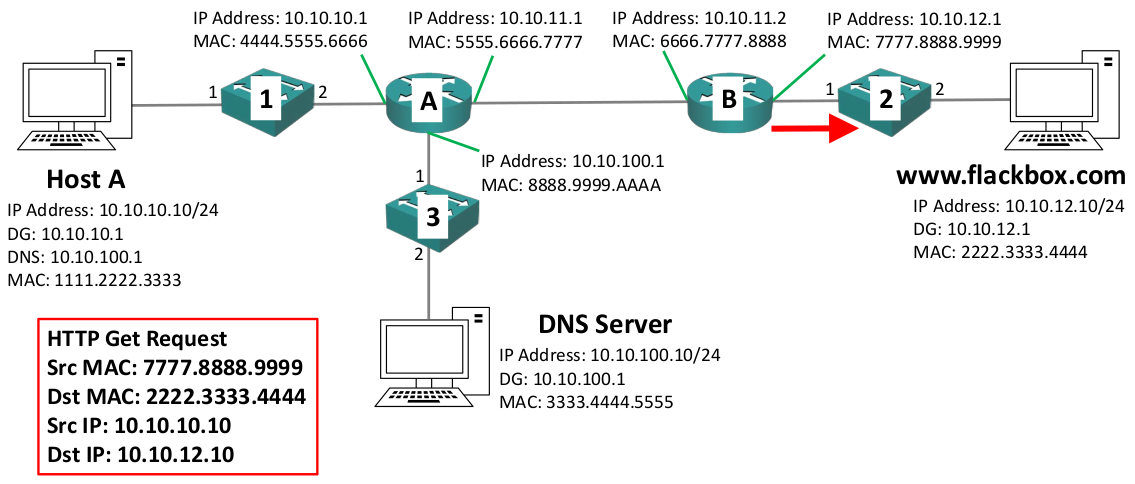 IP Address: 10.10.10.1
MAC: 4444.5555.6666
IP Address: 10.10.11.1
MAC: 5555.6666.7777
IP Address: 10.10.11.2
MAC: 6666.7777.8888
IP Address: 10.10.12.1
MAC: 7777.8888.9999
1
1
2
A
B
1
2
2
IP Address: 10.10.100.1
MAC: 8888.9999.AAAA
Host A
IP Address: 10.10.10.10/24
DG: 10.10.10.1
DNS: 10.10.100.1
MAC: 1111.2222.3333
1
3
2
www.flackbox.com
IP Address: 10.10.12.10/24
DG: 10.10.12.1
MAC: 2222.3333.4444
DNS Server
IP Address: 10.10.100.10/24
DG: 10.10.100.1
MAC: 3333.4444.5555
HTTP Get Request
Src MAC: 7777.8888.9999
Dst MAC: 2222.3333.4444
Src IP: 10.10.10.10
Dst IP: 10.10.12.10